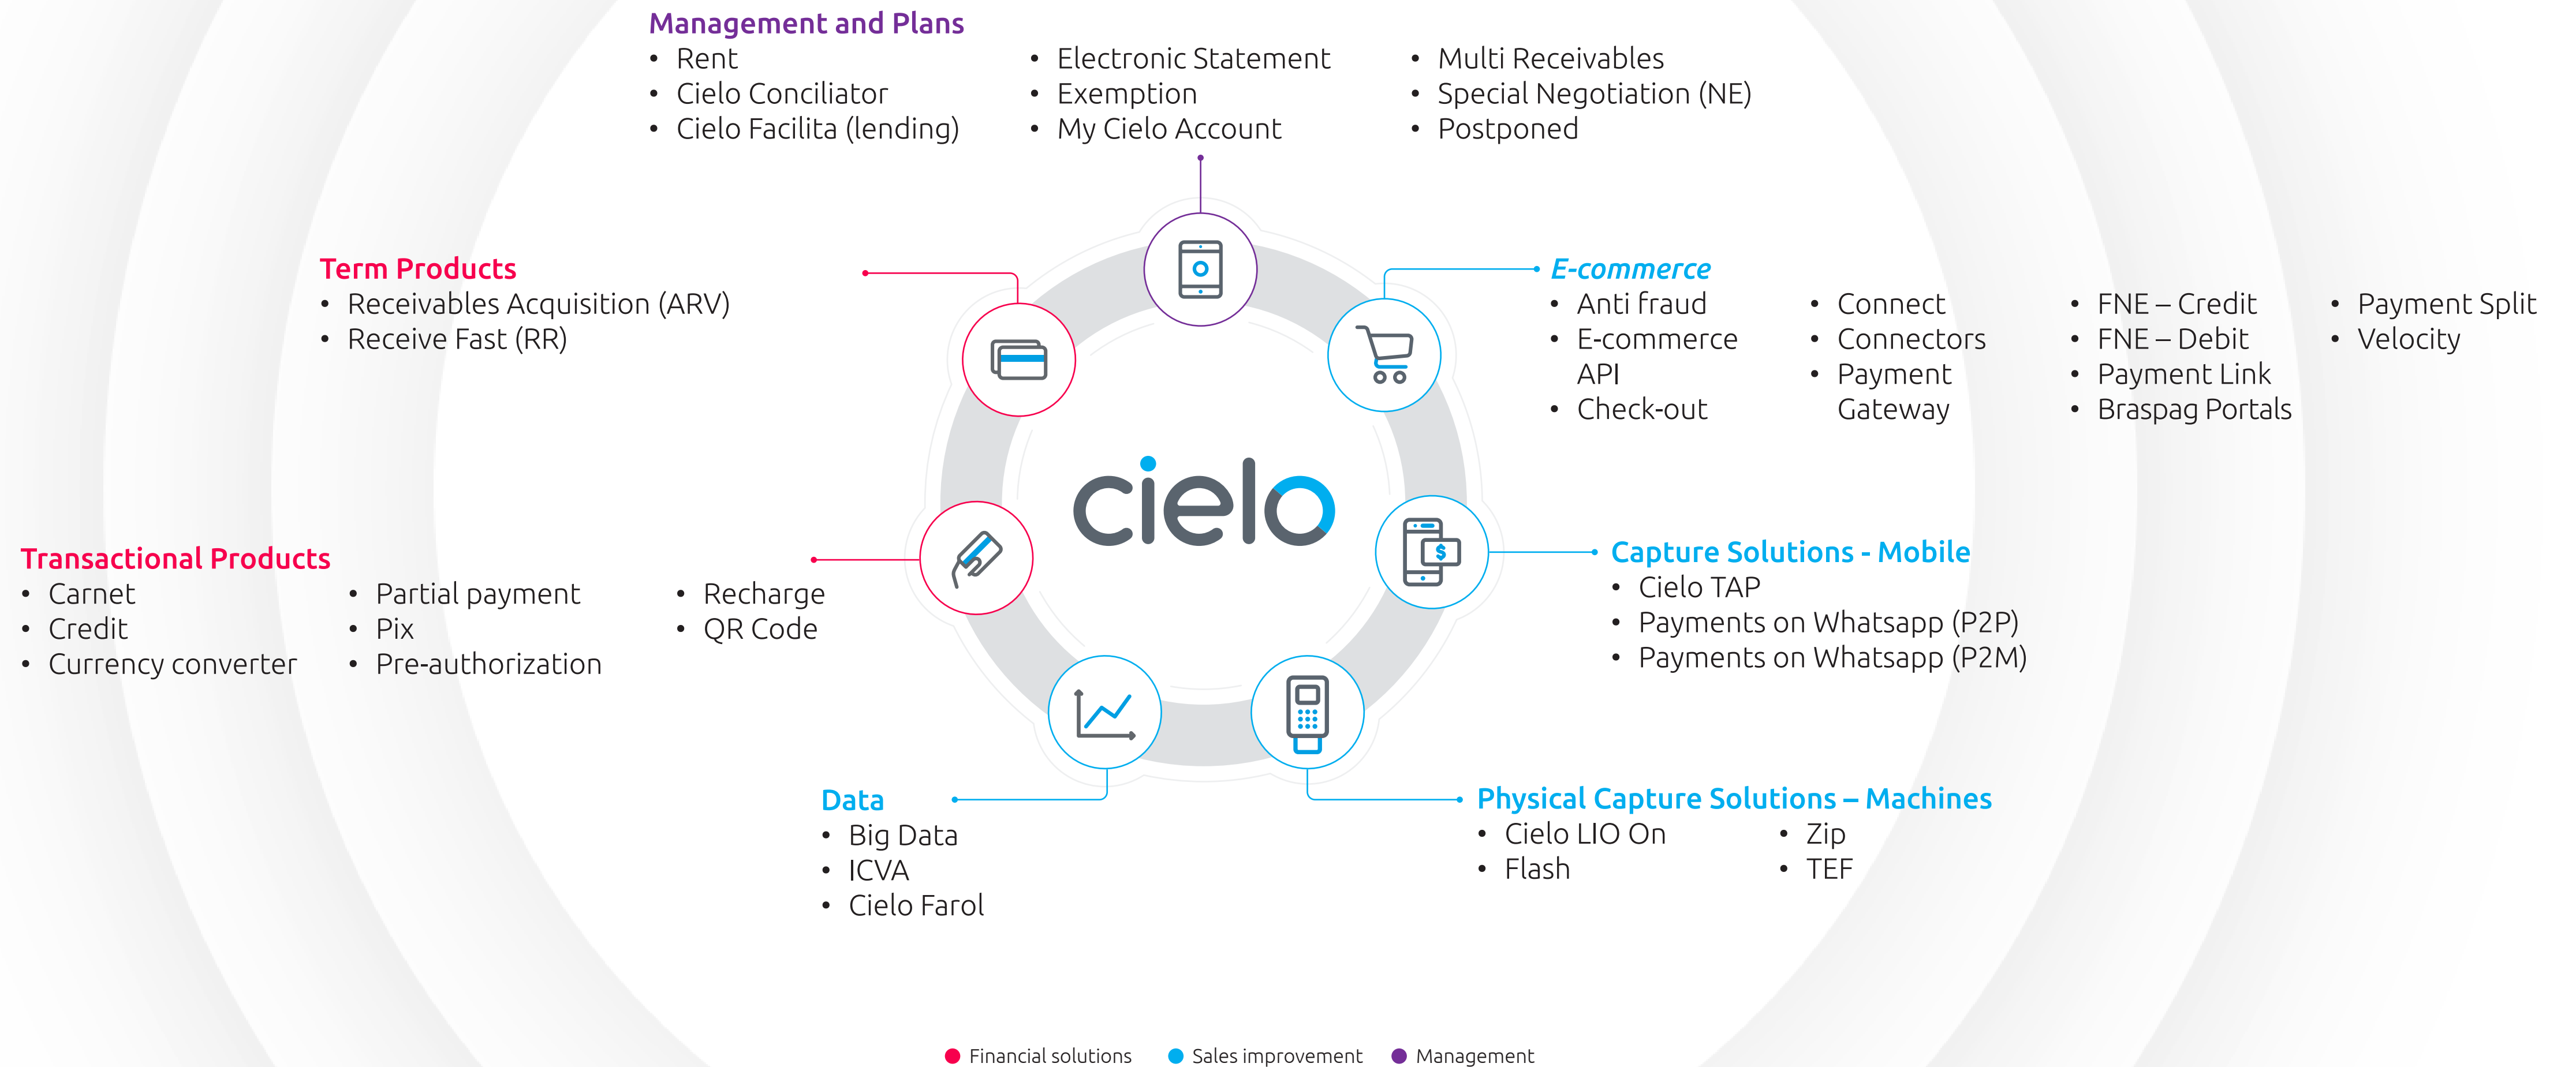 Management and Plans
• Rent
• Cielo Conciliator
• Cielo Facilita (lending)
• Electronic Statement
• Exemption
• My Cielo Account
• Multi Receivables
• Special Negotiation (NE)
• Postponed
Term Products
• Receivables Acquisition (ARV)
• Receive Fast (RR)
E-commerce
• Anti fraud
• E-commerce
API
• Check-out
• Connect
• Connectors
• Payment
Gateway
• FNE – Credit
• FNE – Debit
• Payment Link
• Braspag Portals
• Payment Split
• Velocity
cielo
Transactional Products
• Carnet
• Credit
• Currency converter
• Partial payment
• Pix
• Pre-authorization
• Recharge
• QR Code
$
Capture Solutions - Mobile
• Cielo TAP
• Payments on Whatsapp (P2P)
• Payments on Whatsapp (P2M)
Data
• Big Data
• ICVA
• Cielo Farol
Physical Capture Solutions – Machines
• Cielo LIO On
• Flash
• Zip
• TEF
Financial solutions
Sales improvement
Management